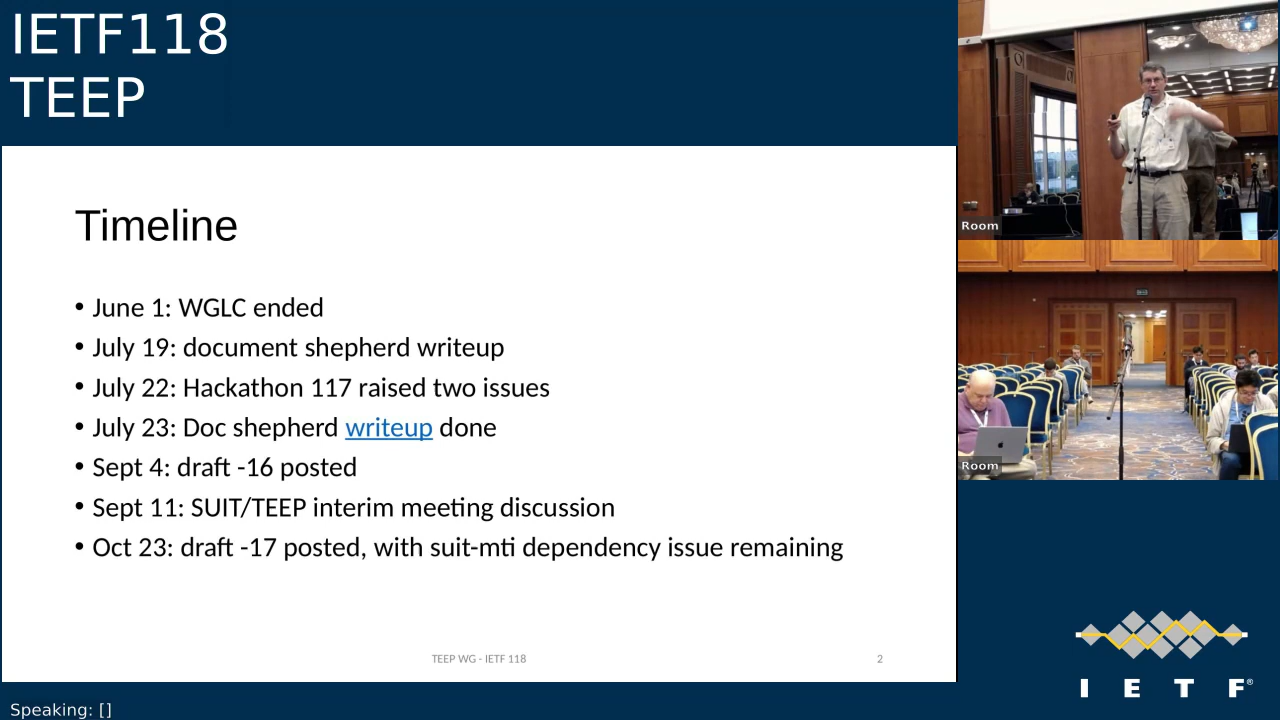 IETF118
TEEP
Timeline
• June 1: WGLC ended
• July 19: document shepherd writeup
• July 22: Hackathon 117 raised two issues
• July 23: Doc shepherd writeup done
• Sept 4: draft -16 posted
• Sept 11: SUIT/TEEP interim meeting discussion
• Oct 23: draft -17 posted, with suit-mti dependency issue remaining
TEEP WG - IETF 118
2
Room
Room
I E T F®
Speaking: []